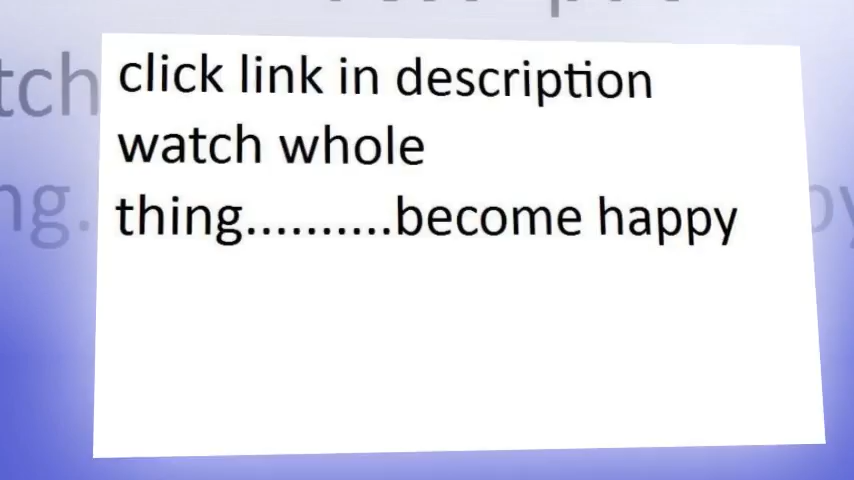 click link in description
watch whole
thing..........become happy